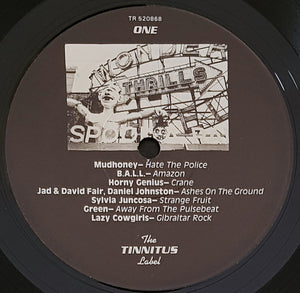 TR 520868
ONE
WONDER
THRILLS
Mudhoney– Hate The Police
B.A.L.L.– Amazon
Horny Genius– Crane
Jad & David Fair, Daniel Johnston– Ashes On The Ground
Sylvia Juncosa– Strange Fruit
Green– Away From The Pulsebeat
Lazy Cowgirls– Gibraltar Rock
The
TINNITUS
Label